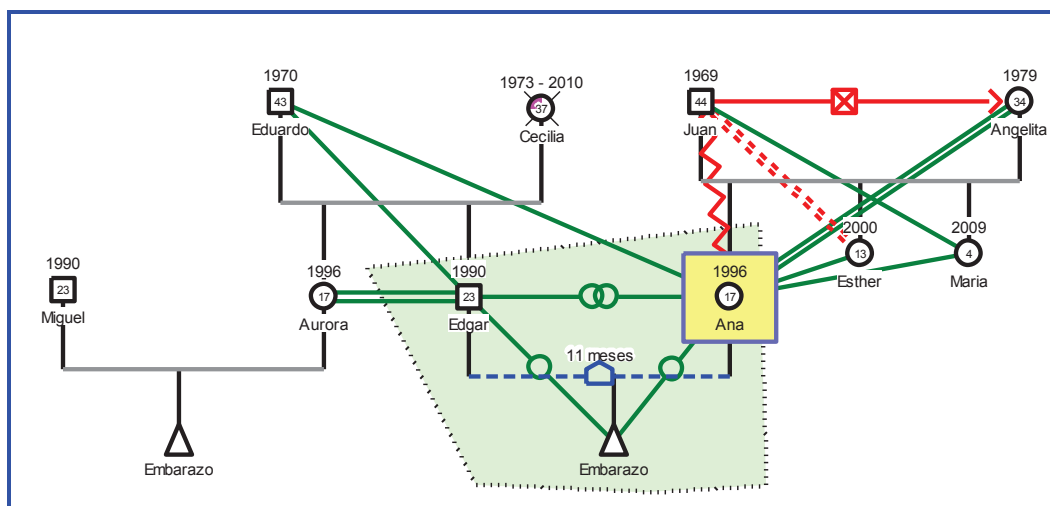 1970
43
Eduardo
1973 - 2010
37
Cecilia
1969
44
Juan
1979
34
Angelita
1990
23
Miguel
1996
17
Aurora
1990
23
Edgar
1996
17
Ana
2000
13
Esther
2009
4
Maria
11 meses
Embarazo
Embarazo